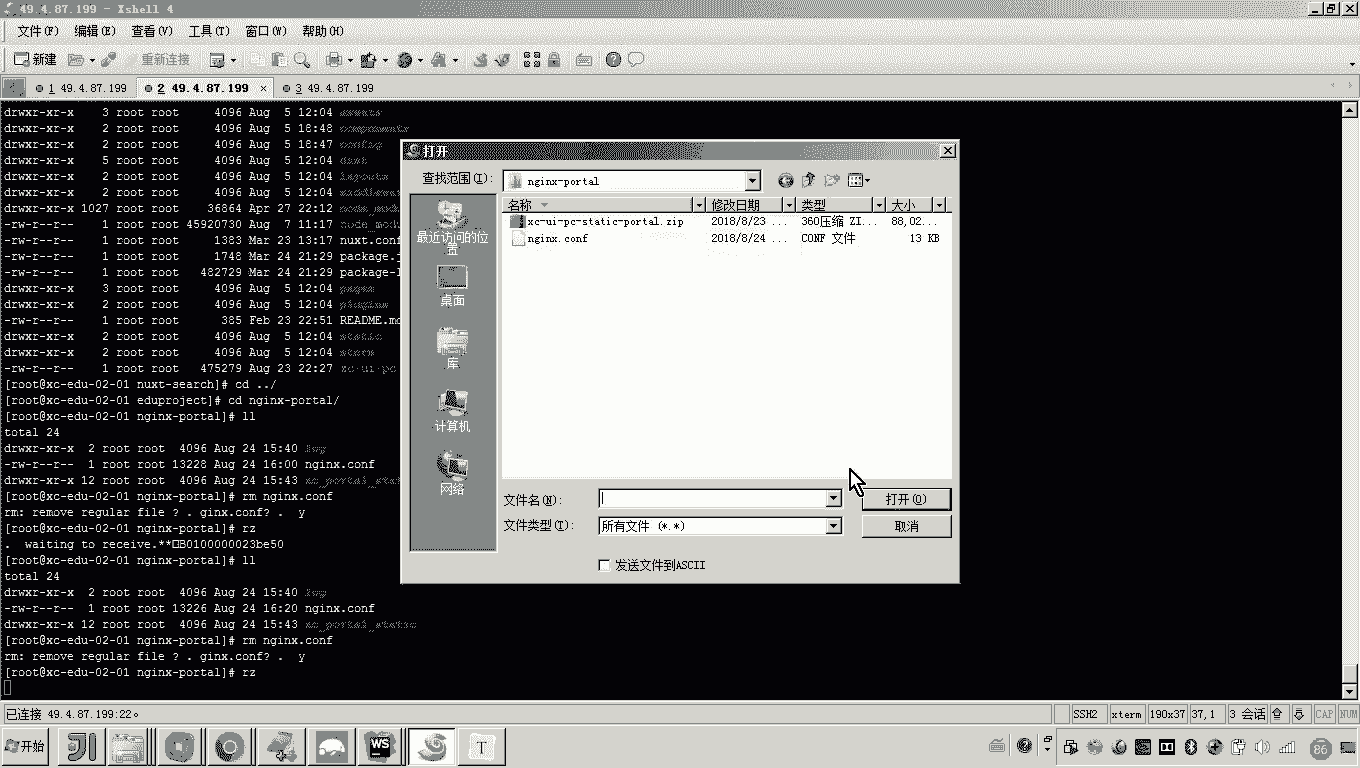 49.4.87.199 - Xshell 4
文件(F) 编辑(E) 查看(V) 工具(T) 窗口(W) 帮助(H)
新建 重新连接
1 49.4.87.199 2 49.4.87.199 × 3 49.4.87.199
drwxr-xr-x 3 root root 4096 Aug 5 12:04 assets
drwxr-xr-x 2 root root 4096 Aug 5 18:48 components
drwxr-xr-x 2 root root 4096 Aug 5 18:47 config
drwxr-xr-x 5 root root 4096 Aug 5 12:04
drwxr-xr-x 2 root root 4096 Aug 5 12:04 layouts
drwxr-xr-x 2 root root 4096 Aug 5 12:04
drwxr-xr-x 1027 root root 36864 Apr 27 22:12
-rw-r--r-- 1 root root 45920730 Aug 7 11:17
-rw-r--r-- 1 root root 1383 Mar 23 13:17 nuxt.conf
-rw-r--r-- 1 root root 1748 Mar 24 21:29 package.j
-rw-r--r-- 1 root root 482729 Mar 24 21:29 package-l
drwxr-xr-x 3 root root 4096 Aug 5 12:04 pages
drwxr-xr-x 2 root root 4096 Aug 5 12:04 plugins
-rw-r--r-- 1 root root 385 Feb 23 22:51 README.md
drwxr-xr-x 2 root root 4096 Aug 5 12:04 static
drwxr-xr-x 2 root root 4096 Aug 5 12:04 store
-rw-r--r-- 1 root root 475279 Aug 23 22:27 xc-ui-pc
[root@xc-edu-02-01 nuxt-search]# cd ../
[root@xc-edu-02-01 eduproject]# cd nginx-portal/
[root@xc-edu-02-01 nginx-portal]# ll
total 24
drwxr-xr-x 2 root root 4096 Aug 24 15:40
-rw-r--r-- 1 root root 13228 Aug 24 16:00 nginx.conf
drwxr-xr-x 12 root root 4096 Aug 24 15:43 xc_portal_stat
[root@xc-edu-02-01 nginx-portal]# rm nginx.conf
rm: remove regular file ? . ginx.conf? . y
[root@xc-edu-02-01 nginx-portal]# rz
. waiting to receive.**B0100000023be50
[root@xc-edu-02-01 nginx-portal]# ll
total 24
drwxr-xr-x 2 root root 4096 Aug 24 15:40
-rw-r--r-- 1 root root 13226 Aug 24 16:20 nginx.conf
drwxr-xr-x 12 root root 4096 Aug 24 15:43 xc_portal_static
[root@xc-edu-02-01 nginx-portal]# rm nginx.conf
rm: remove regular file ? . ginx.conf? . y
[root@xc-edu-02-01 nginx-portal]# rz
打开
查找范围(I): nginx-portal
名称 修改日期 类型 大小
xc-ui-pc-static-portal.zip 2018/8/23 ... 360压缩 ZI... 88,02...
nginx.conf 2018/8/24 ... CONF 文件 13 KB
最近访问的位置
桌面
库
计算机
网络
文件名(N): 打开(O)
文件类型(T): 所有文件 (*.*) 取消
发送文件到ASCII
已连接 49.4.87.199:22。 SSH2 xterm 190x37 37,1 3 会话 CAP NUM
开始 WS T 86